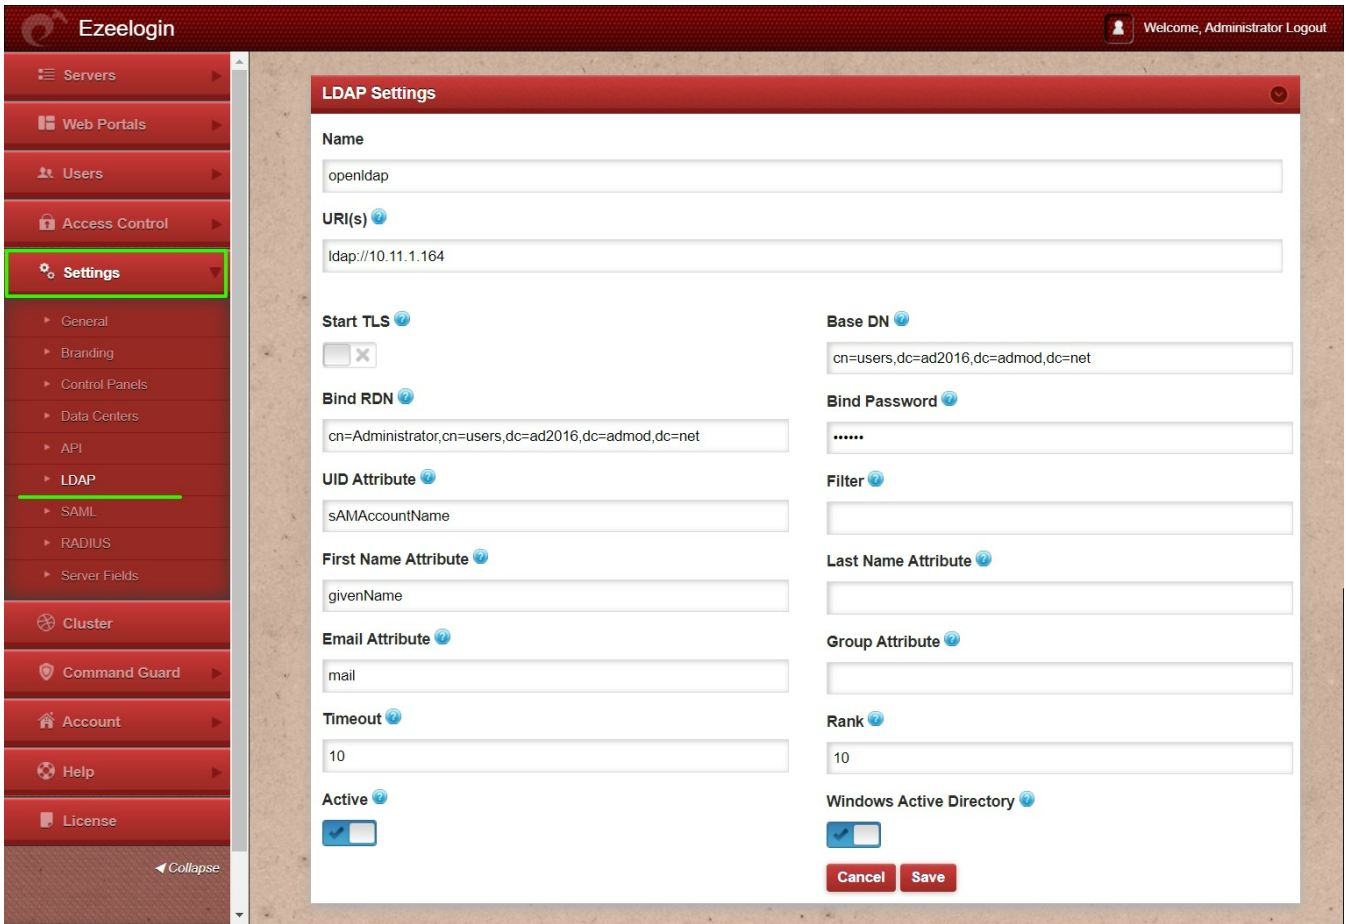 Ezeelogin
Welcome, Administrator Logout
Servers
Web Portals
Users
Access Control
Settings
General
Branding
Control Panels
Data Centers
API
LDAP
SAML
RADIUS
Server Fields
Cluster
Command Guard
Account
Help
License
Collapse
LDAP Settings
Name
openldap
URI(s)
ldap://10.11.1.164
Start TLS
Base DN
cn=users,dc=ad2016,dc=admod,dc=net
Bind RDN
Bind Password
cn=Administrator,cn=users,dc=ad2016,dc=admod,dc=net
••••••
UID Attribute
Filter
sAMAccountName
First Name Attribute
Last Name Attribute
givenName
Email Attribute
Group Attribute
mail
Timeout
Rank
10
10
Active
Windows Active Directory
Cancel
Save